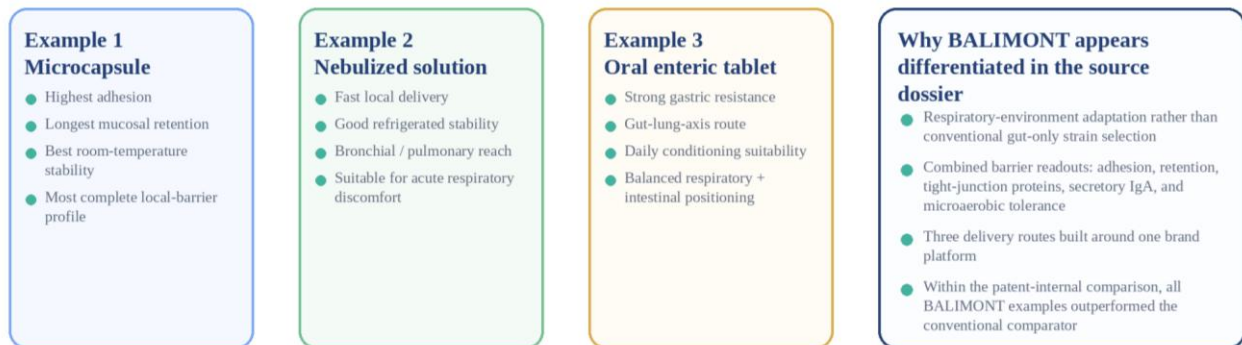 Example 1
Microcapsule
Highest adhesion
Longest mucosal retention
Best room-temperature
stability
Most complete local-barrier
profile
Example 2
Nebulized solution
Fast local delivery
Good refrigerated stability
Bronchial / pulmonary reach
Suitable for acute respiratory
discomfort
Example 3
Oral enteric tablet
Strong gastric resistance
Gut-lung-axis route
Daily conditioning suitability
Balanced respiratory +
intestinal positioning
Why BALIMONT appears
differentiated in the source
dossier
Respiratory-environment adaptation rather than
conventional gut-only strain selection
Combined barrier readouts: adhesion, retention,
tight-junction proteins, secretory IgA, and
microaerobic tolerance
Three delivery routes built around one brand
platform
Within the patent-internal comparison, all
BALIMONT examples outperformed the
conventional comparator